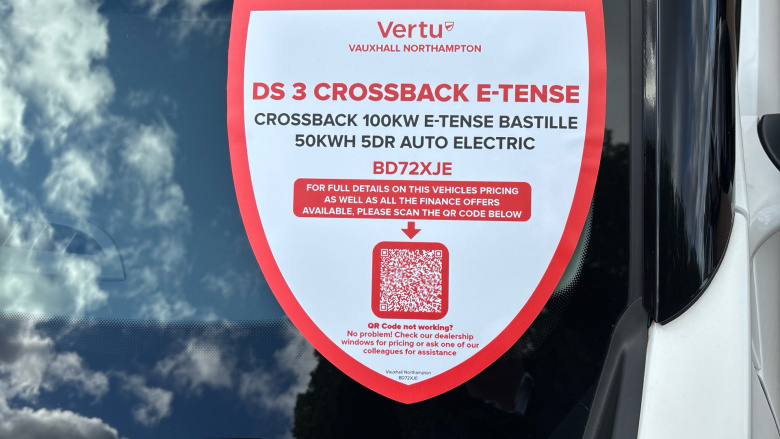 Vertu
VAUXHALL NORTHAMPTON
DS 3 CROSSBACK E-TENSE
CROSSBACK 100KW E-TENSE BASTILLE
50KWH 5DR AUTO ELECTRIC
BD72XJE
FOR FULL DETAILS ON THIS VEHICLES PRICING
AS WELL AS ALL THE FINANCE OFFERS
AVAILABLE, PLEASE SCAN THE QR CODE BELOW
QR Code not working?
No problem! Check our dealership
windows for pricing or ask one of our
colleagues for assistance
Vauxhall Northampton
BD72XJE